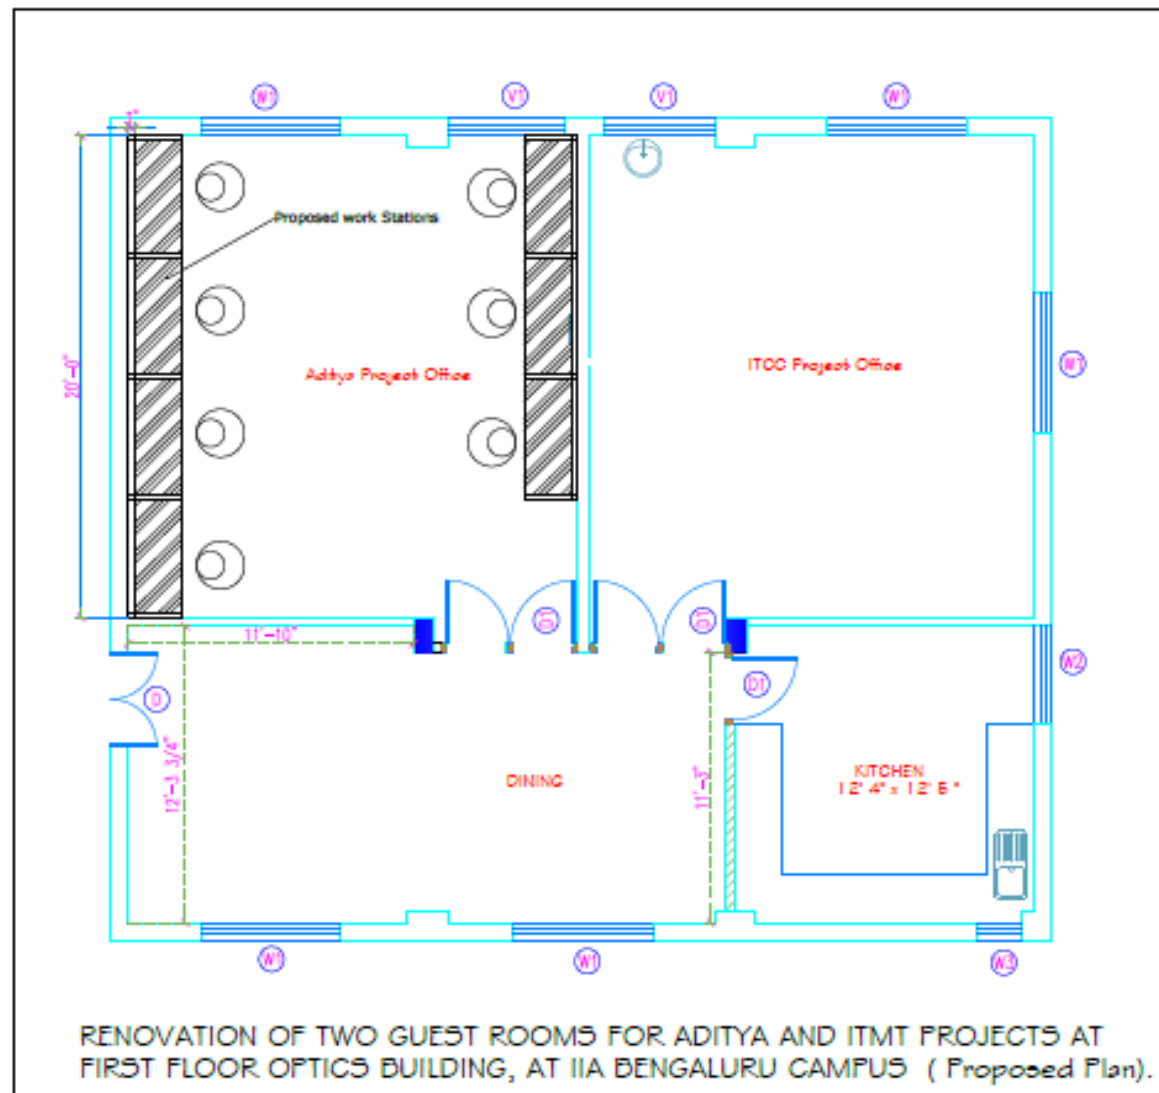 W1 V1 V1 W1
1"
Proposed work Stations
20'-0"
Aditya Project Office
ITCC Project Office
W1
D1 D1
11'-10"
W2
D
D1
12'-3 3/4"
11'-3"
DINING
KITCHEN
12' 4" x 12' 6"
W1 W1 W3
RENOVATION OF TWO GUEST ROOMS FOR ADITYA AND ITMT PROJECTS AT
FIRST FLOOR OPTICS BUILDING, AT IIA BENGALURU CAMPUS ( Proposed Plan).